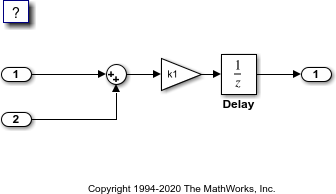 ?
1
2
+
+
k1
1
z
Delay
1
Copyright 1994-2020 The MathWorks, Inc.